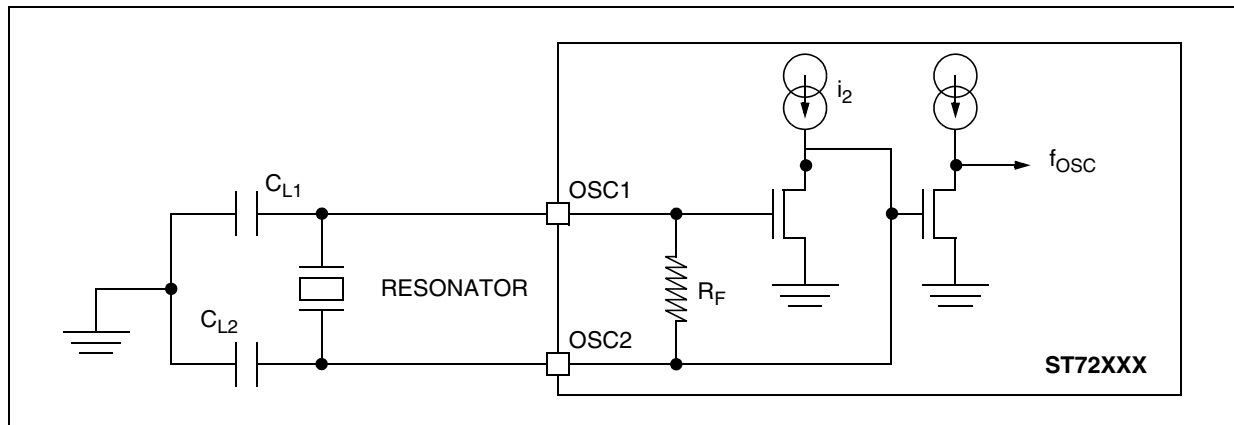 i2
fOSC
CL1
OSC1
RESONATOR
RF
CL2
OSC2
ST72XXX